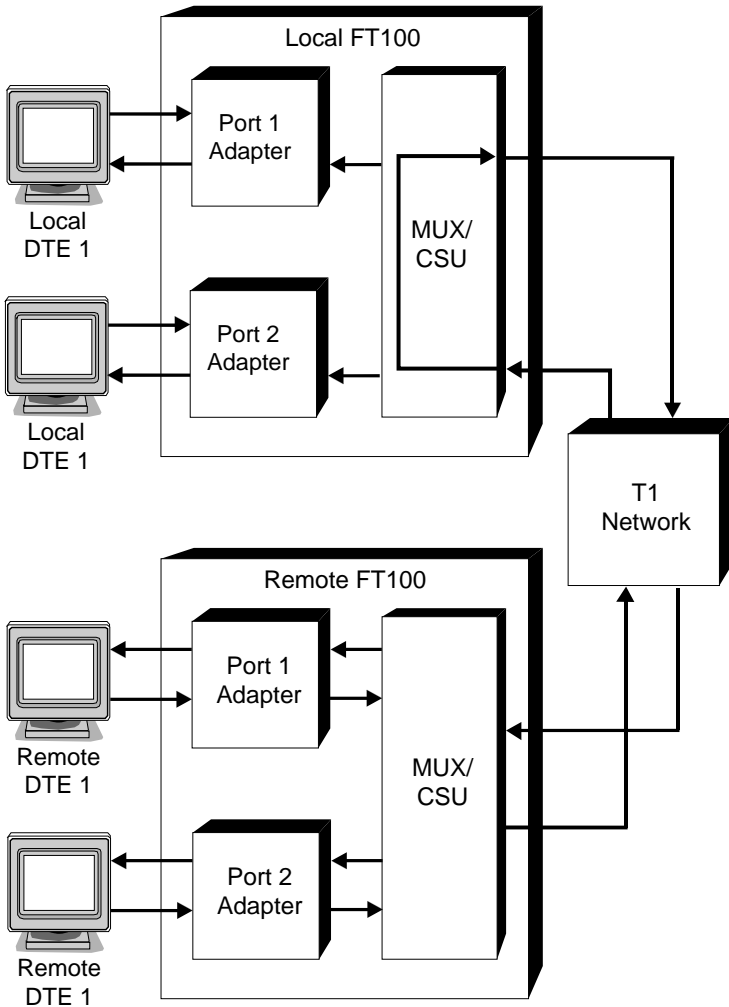 Local FT100
Port 1
Adapter
MUX/
CSU
Local
DTE 1
Port 2
Adapter
Local
DTE 1
T1
Network
Remote FT100
Port 1
Adapter
MUX/
CSU
Remote
DTE 1
Port 2
Adapter
Remote
DTE 1